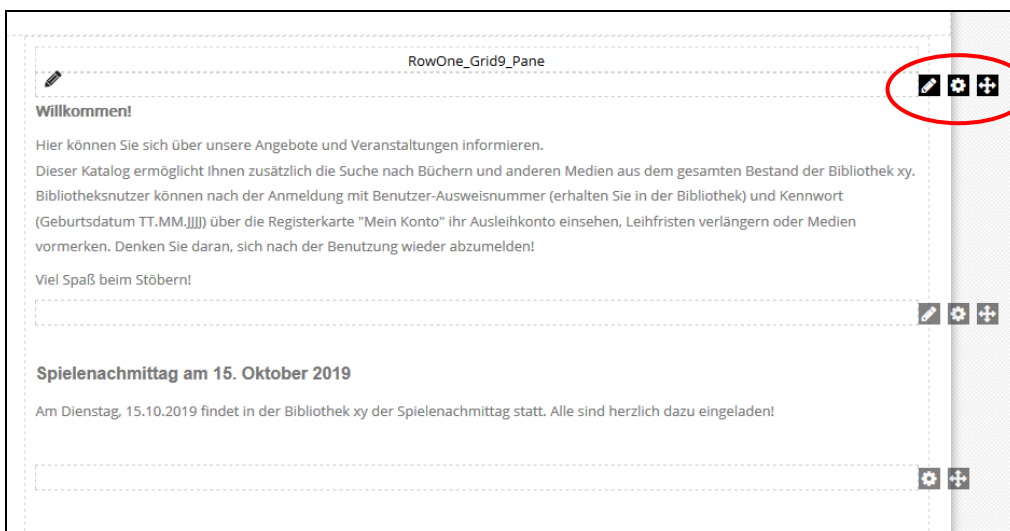 RowOne_Grid9_Pane
Willkommen!
Hier können Sie sich über unsere Angebote und Veranstaltungen informieren.
Dieser Katalog ermöglicht Ihnen zusätzlich die Suche nach Büchern und anderen Medien aus dem gesamten Bestand der Bibliothek xy.
Bibliotheksnutzer können nach der Anmeldung mit Benutzer-Ausweisnummer (erhalten Sie in der Bibliothek) und Kennwort
(Geburtsdatum TT.MM.JJJJ) über die Registerkarte "Mein Konto" ihr Ausleihkonto einsehen, Leihfristen verlängern oder Medien
vormerken. Denken Sie daran, sich nach der Benutzung wieder abzumelden!
Viel Spaß beim Stöbern!
Spielenachmittag am 15. Oktober 2019
Am Dienstag, 15.10.2019 findet in der Bibliothek xy der Spielenachmittag statt. Alle sind herzlich dazu eingeladen!